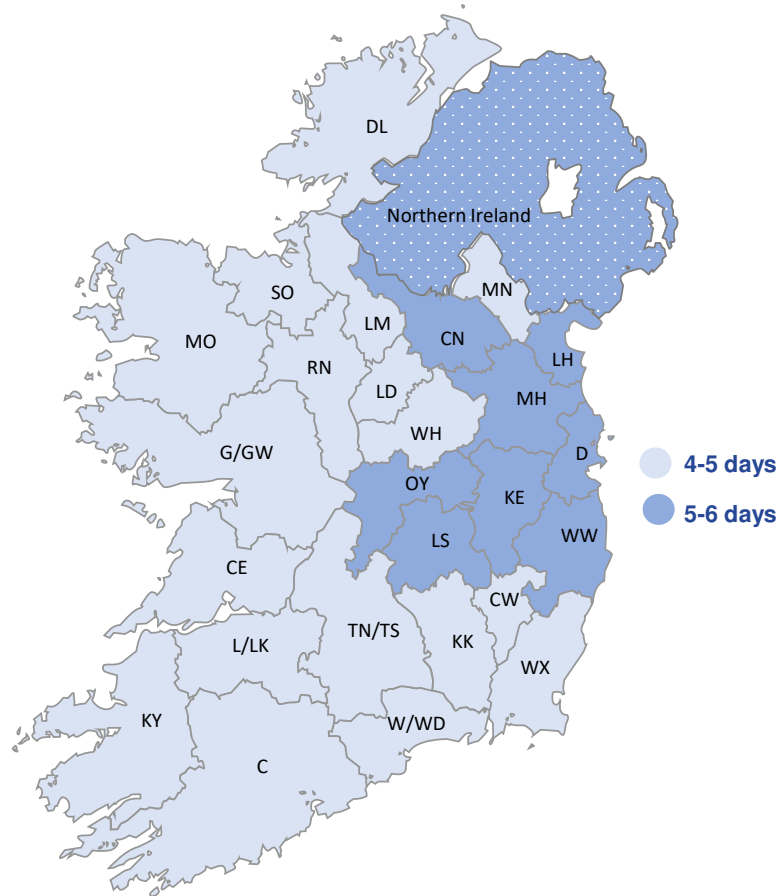 DL
Northern Ireland
MN
SO
LM
CN
MO
LH
RN
LD
MH
WH
G/GW
D
4-5 days
OY
KE
5-6 days
LS
WW
CE
CW
TN/TS
L/LK
KK
WX
KY
W/WD
C